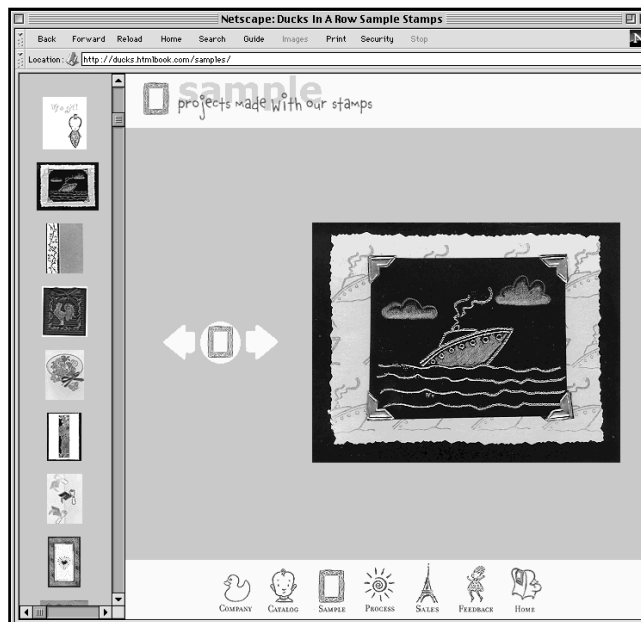 Netscape: Ducks In A Row Sample Stamps
Back Forward Reload Home Search Guide Images Print Security Stop
Location: http://ducks.htmlbook.com/samples/
sample
projects made with our stamps
COMPANY CATALOG SAMPLE PROCESS SALES FEEDBACK HOME